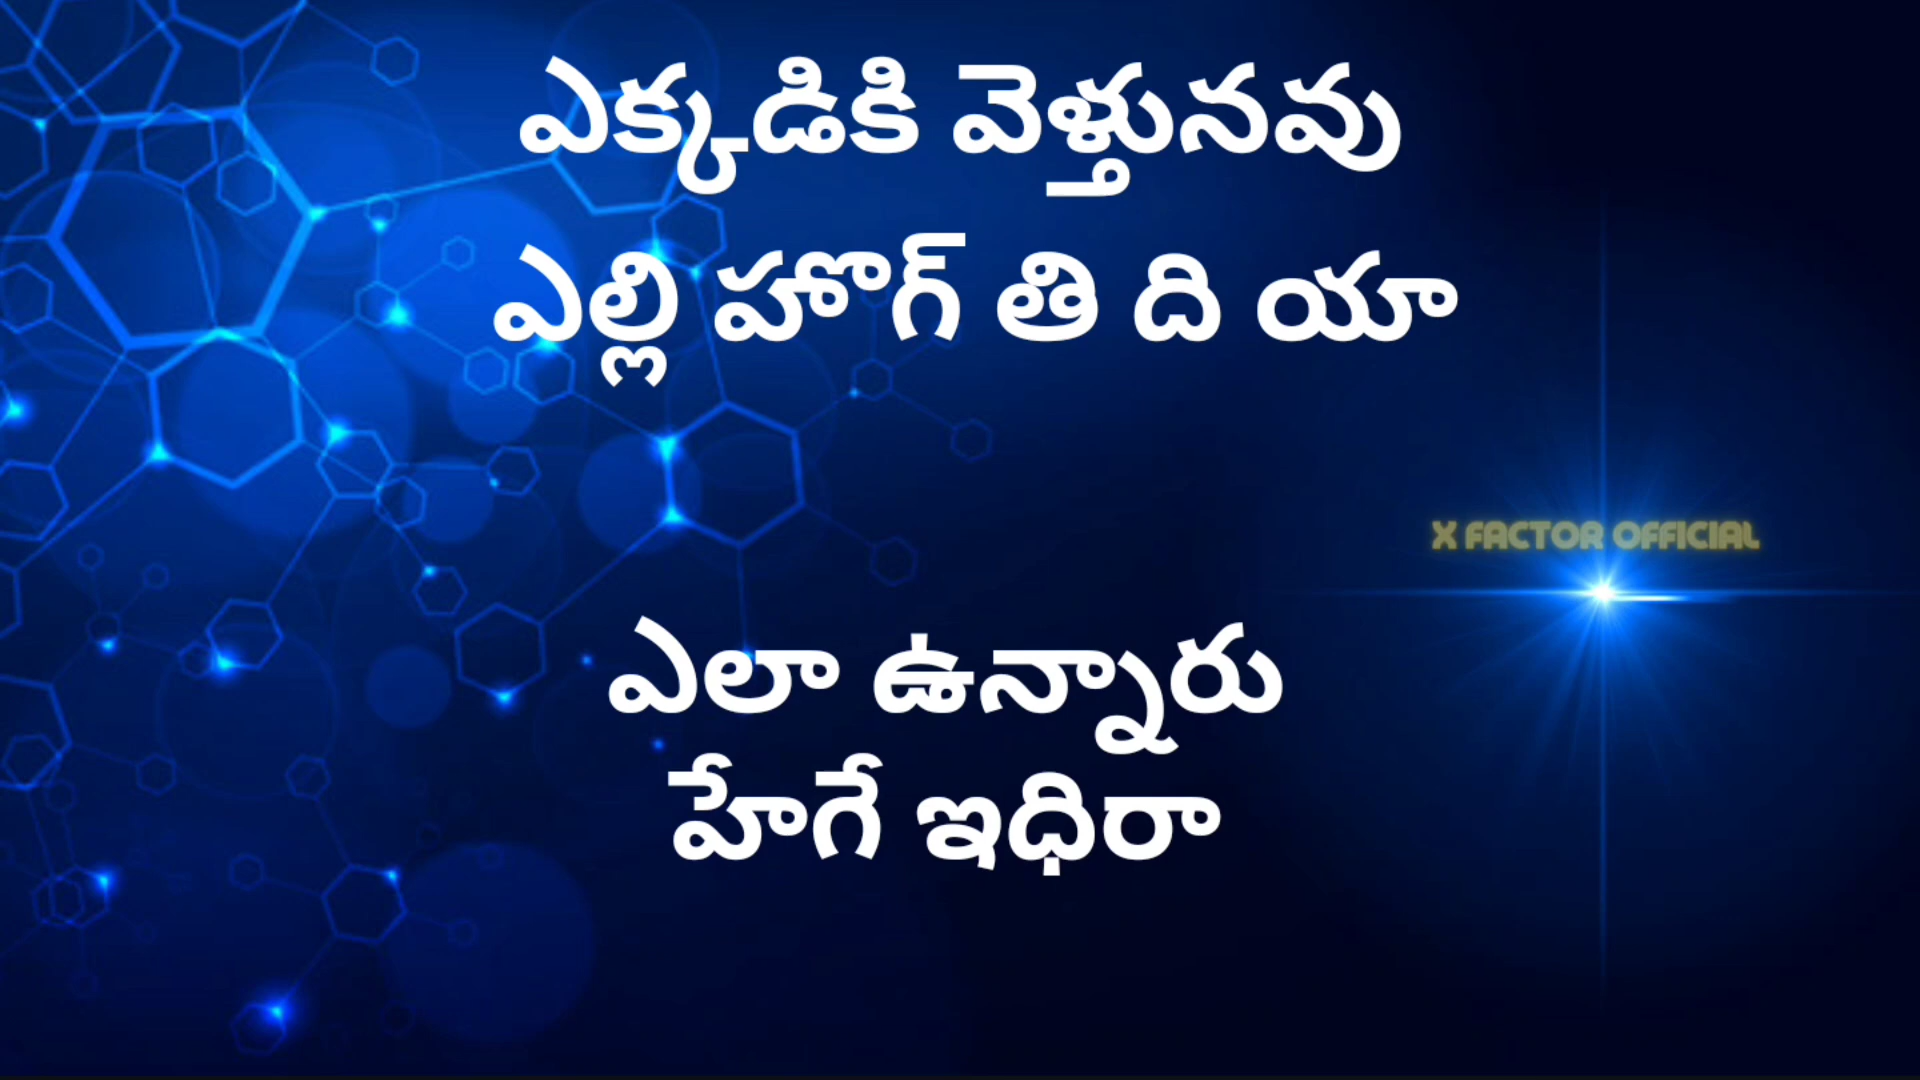 ఎక్కడికి వెళ్తునవు
ఎల్లి హొగ్ తి ది యా
X FACTOR OFFICIAL
ఎలా ఉన్నారు
హేగే ఇధిరా